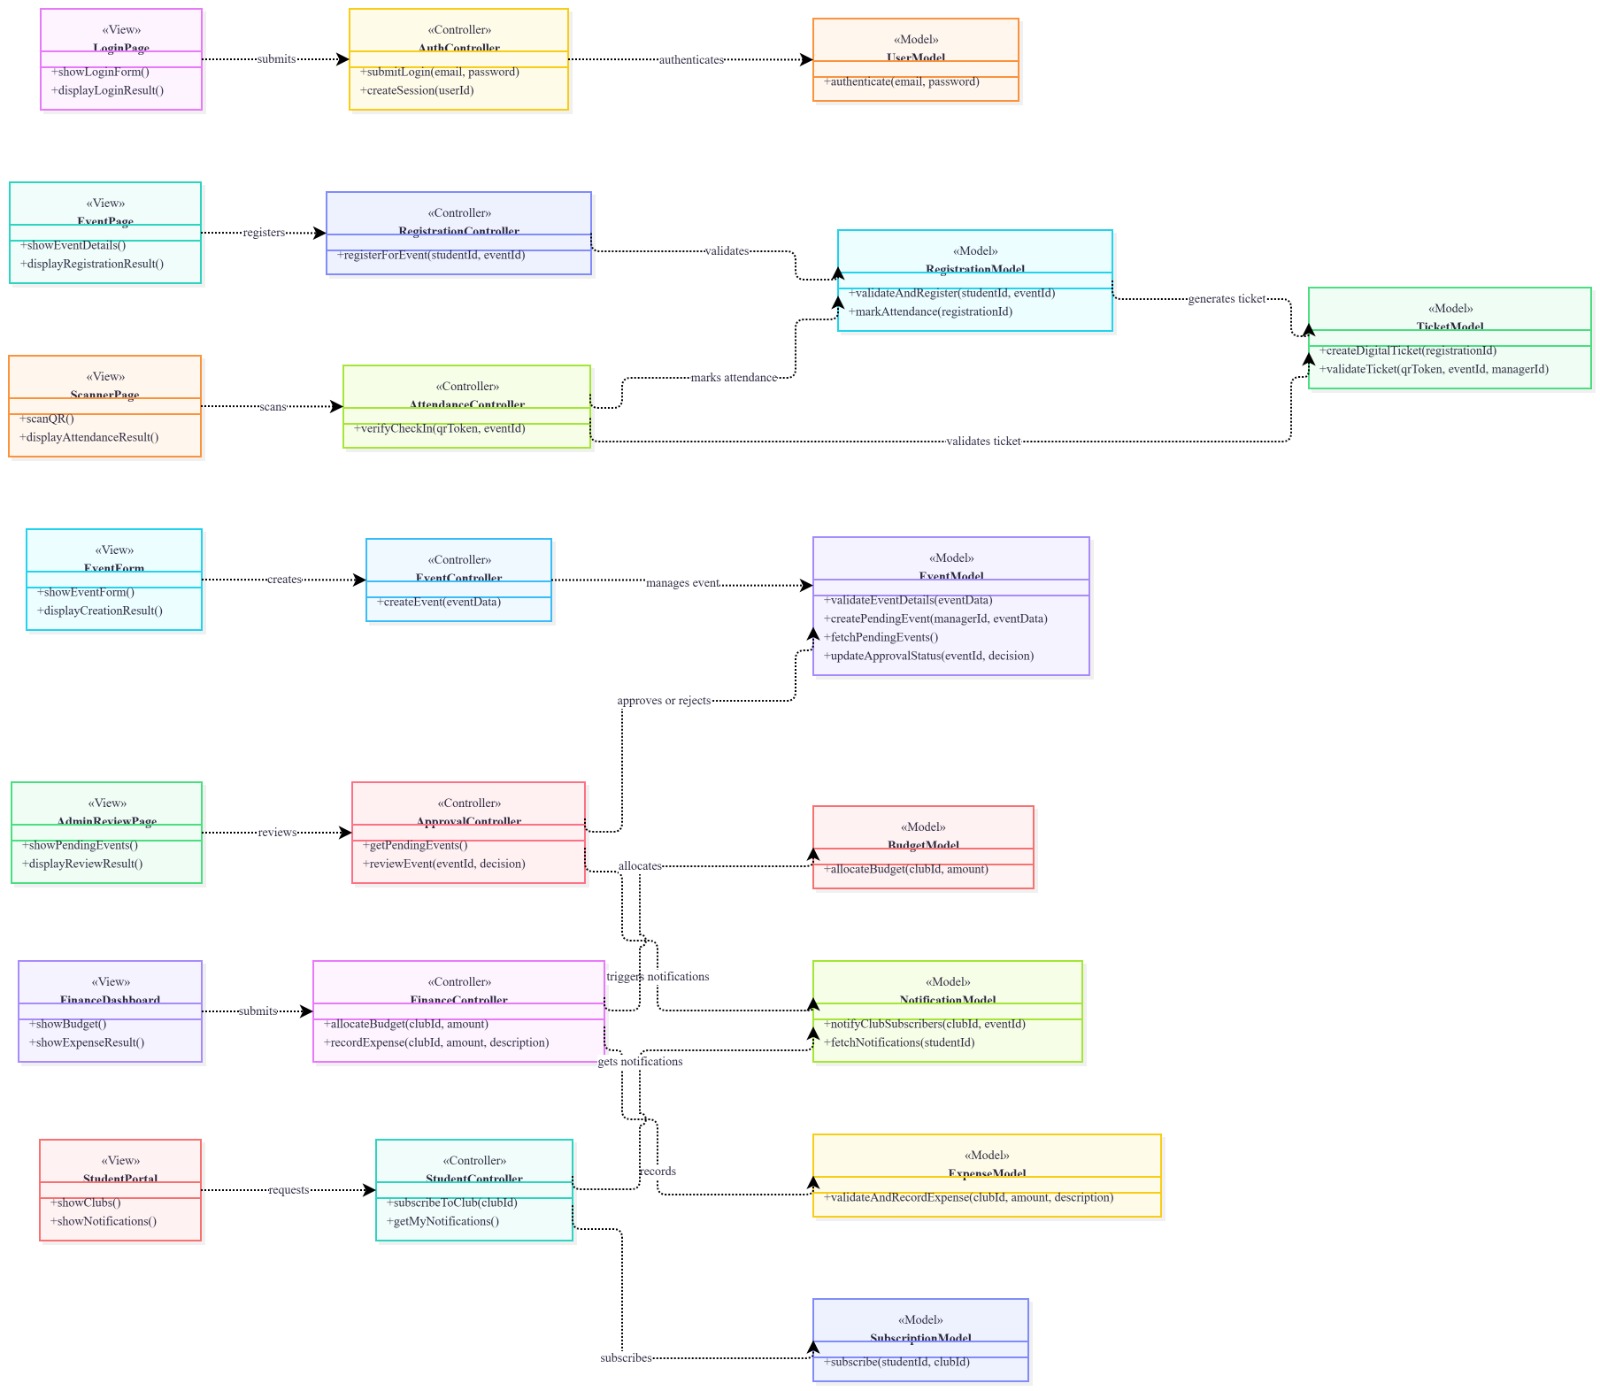 «View»
LoginPage
+showLoginForm()
+displayLoginResult()
submits
«Controller»
AuthController
+submitLogin(email, password)
+createSession(userId)
authenticates
«Model»
UserModel
+authenticate(email, password)
«View»
EventPage
+showEventDetails()
+displayRegistrationResult()
registers
«Controller»
RegistrationController
+registerForEvent(studentId, eventId)
validates
«Model»
RegistrationModel
+validateAndRegister(studentId, eventId)
+markAttendance(registrationId)
generates ticket
«Model»
TicketModel
+createDigitalTicket(registrationId)
+validateTicket(qrToken, eventId, managerId)
«View»
ScannerPage
+scanQR()
+displayAttendanceResult()
scans
«Controller»
AttendanceController
+verifyCheckIn(qrToken, eventId)
marks attendance
validates ticket
«View»
EventForm
+showEventForm()
+displayCreationResult()
creates
«Controller»
EventController
+createEvent(eventData)
manages event
«Model»
EventModel
+validateEventDetails(eventData)
+createPendingEvent(managerId, eventData)
+fetchPendingEvents()
+updateApprovalStatus(eventId, decision)
approves or rejects
«View»
AdminReviewPage
+showPendingEvents()
+displayReviewResult()
reviews
«Controller»
ApprovalController
+getPendingEvents()
+reviewEvent(eventId, decision)
allocates
«Model»
BudgetModel
+allocateBudget(clubId, amount)
«View»
FinanceDashboard
+showBudget()
+showExpenseResult()
submits
«Controller»
FinanceController
+allocateBudget(clubId, amount)
+recordExpense(clubId, amount, description)
triggers notifications
«Model»
NotificationModel
+notifyClubSubscribers(clubId, eventId)
+fetchNotifications(studentId)
gets notifications
«View»
StudentPortal
+showClubs()
+showNotifications()
requests
«Controller»
StudentController
+subscribeToClub(clubId)
+getMyNotifications()
records
«Model»
ExpenseModel
+validateAndRecordExpense(clubId, amount, description)
subscribes
«Model»
SubscriptionModel
+subscribe(studentId, clubId)